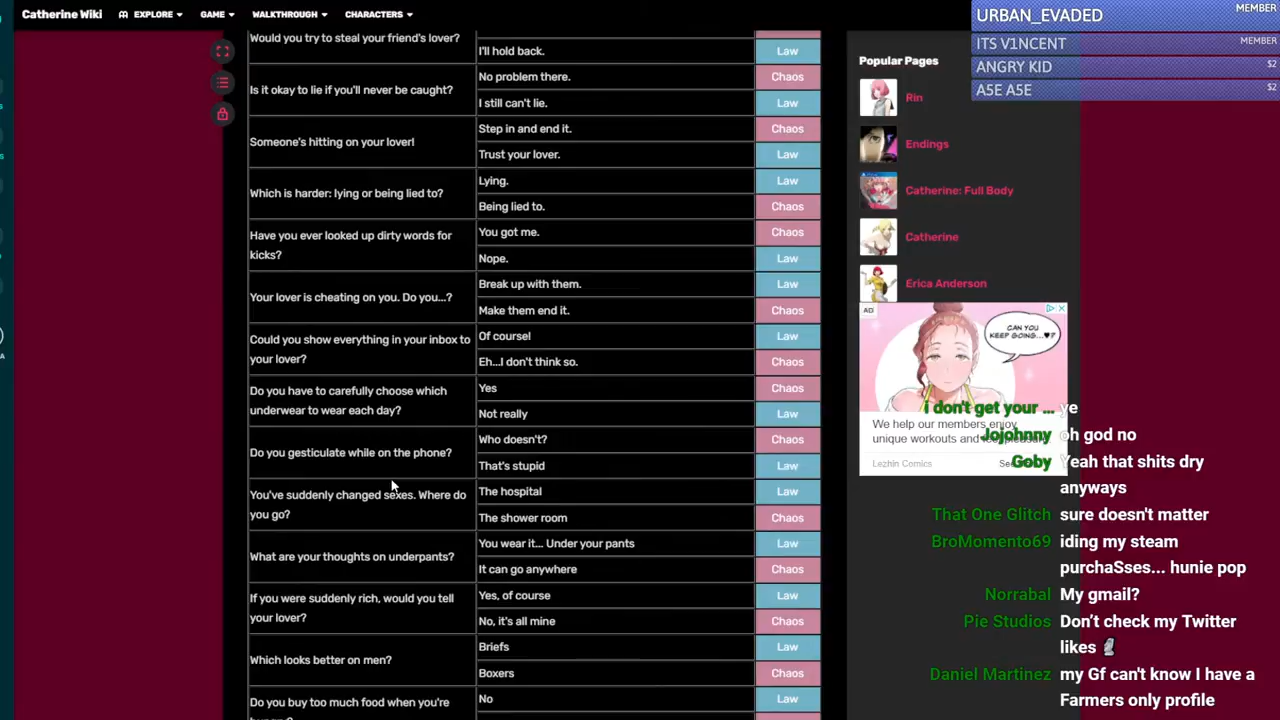 Catherine Wiki
EXPLORE
GAME
WALKTHROUGH
CHARACTERS
URBAN_EVADED
MEMBER
ITS V1NCENT
MEMBER
ANGRY KID
$2
A5E A5E
$2
Would you try to steal your friend's lover?
I'll hold back.
Law
Is it okay to lie if you'll never be caught?
No problem there.
Chaos
I still can't lie.
Law
Someone's hitting on your lover!
Step in and end it.
Chaos
Trust your lover.
Law
Which is harder: lying or being lied to?
Lying.
Law
Being lied to.
Chaos
Have you ever looked up dirty words for
kicks?
You got me.
Chaos
Nope.
Law
Your lover is cheating on you. Do you...?
Break up with them.
Law
Make them end it.
Chaos
Could you show everything in your inbox to
your lover?
Of course!
Law
Eh...I don't think so.
Chaos
Do you have to carefully choose which
underwear to wear each day?
Yes
Chaos
Not really
Law
Do you gesticulate while on the phone?
Who doesn't?
Chaos
That's stupid
Law
You've suddenly changed sexes. Where do
you go?
The hospital
Law
The shower room
Chaos
What are your thoughts on underpants?
You wear it... Under your pants
Law
It can go anywhere
Chaos
If you were suddenly rich, would you tell
your lover?
Yes, of course
Law
No, it's all mine
Chaos
Which looks better on men?
Briefs
Law
Boxers
Chaos
Do you buy too much food when you're
No
Law
Popular Pages
Rin
Endings
Catherine: Full Body
Catherine
Erica Anderson
AD
CAN YOU
KEEP GOING...♥?
We help our members enjoy
unique workouts and
Lezhin Comics
i don't get your ... ye
Jojohnny oh god no
Goby Yeah that shits dry
anyways
That One Glitch sure doesn't matter
BroMomento69 iding my steam
purchaSses... hunie pop
Norrabal My gmail?
Pie Studios Don't check my Twitter
likes 🗿
Daniel Martinez my Gf can't know I have a
Farmers only profile